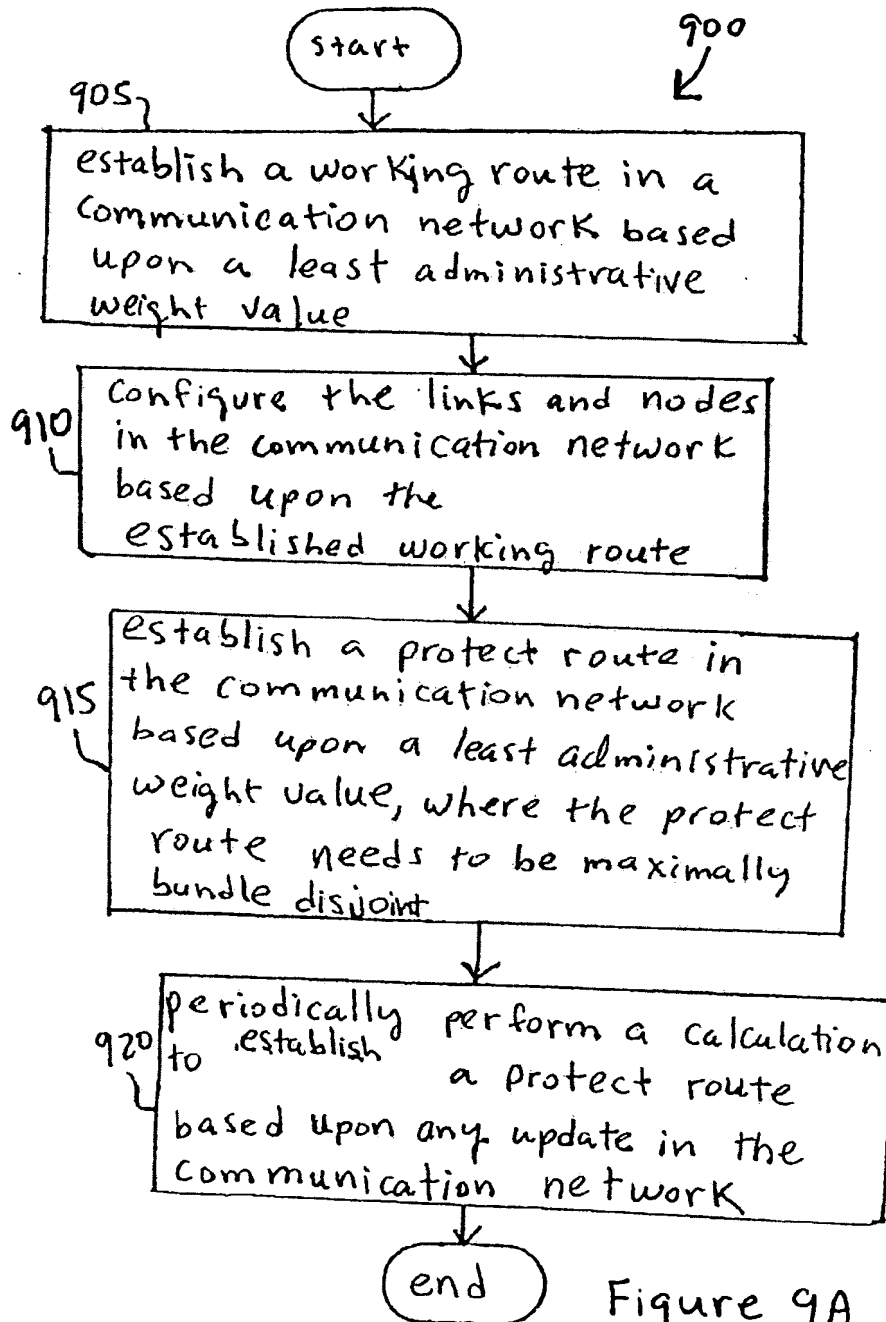 start
900
905
establish a working route in a
communication network based
upon a least administrative
weight value
910
configure the links and nodes
in the communication network
based upon the
established working route
915
establish a protect route in
the communication network
based upon a least administrative
weight value, where the protect
route needs to be maximally
bundle disjoint
920
periodically perform a calculation
to establish a protect route
based upon any update in the
communication network
end
Figure 9A